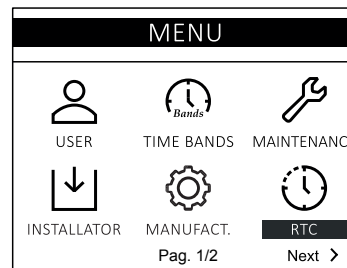 MENU
Bands
USER TIME BANDS MAINTENANC
INSTALLATOR MANUFACT. RTC
Pag. 1/2 Next >